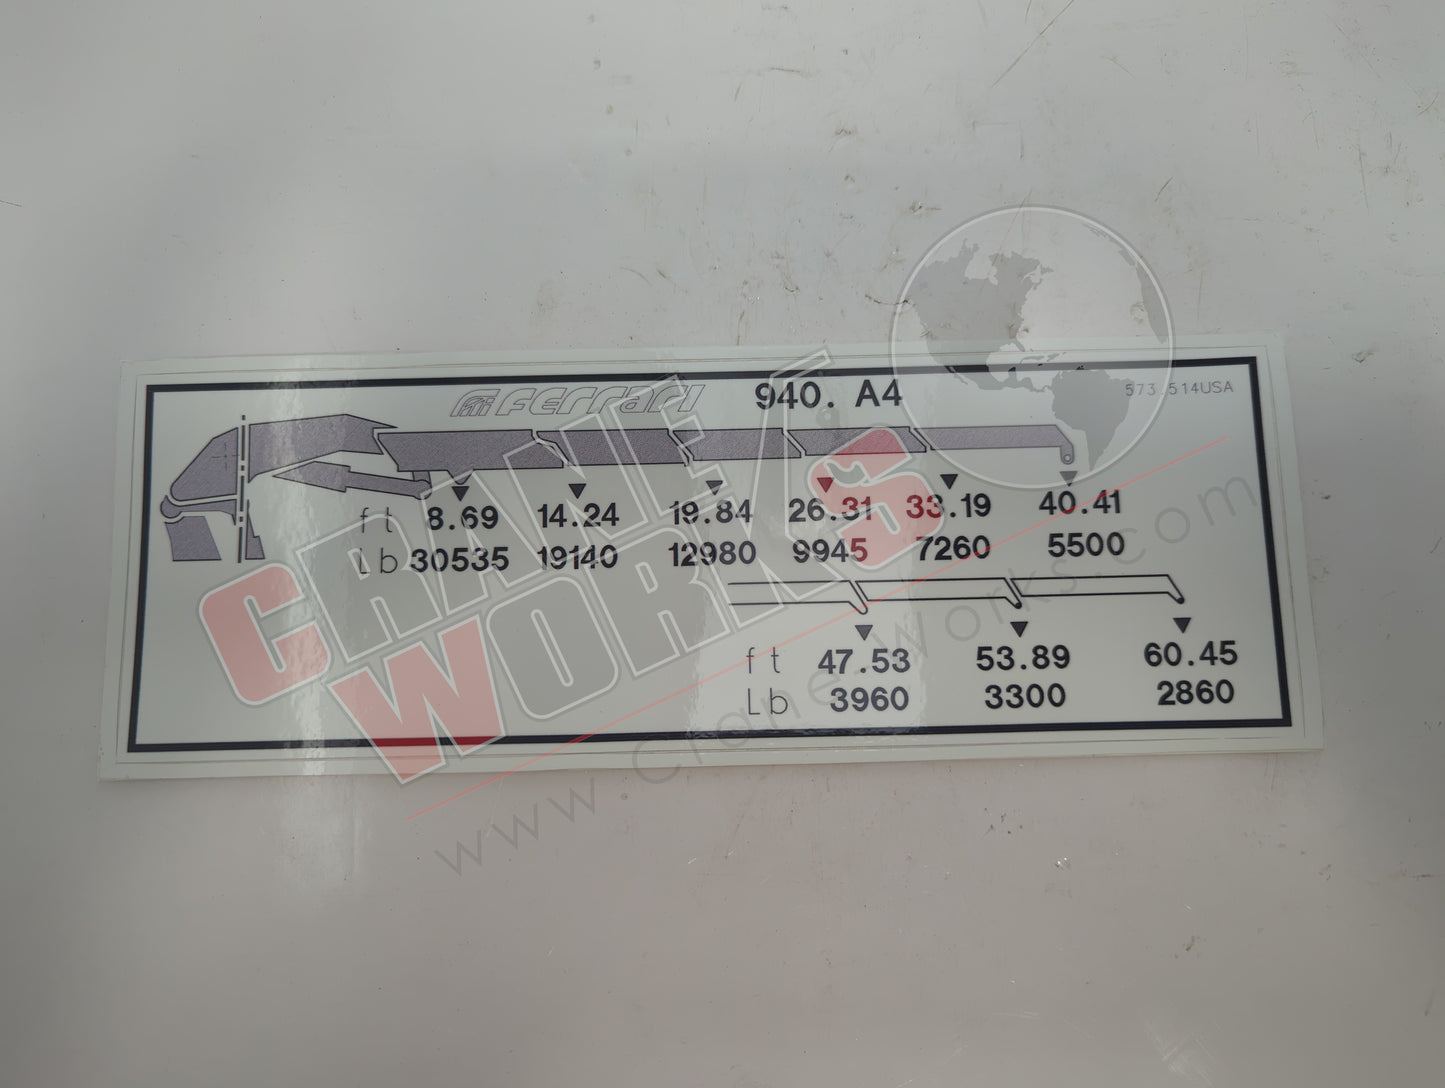 Ferrari 940. A4 573.514USA
ft 8.69 14.24 19.84 26.31 33.19 40.41
Lb 30535 19140 12980 9945 7260 5500
ft 47.53 53.89 60.45
Lb 3960 3300 2860
CRANE
WORKS
www.craneworks.com